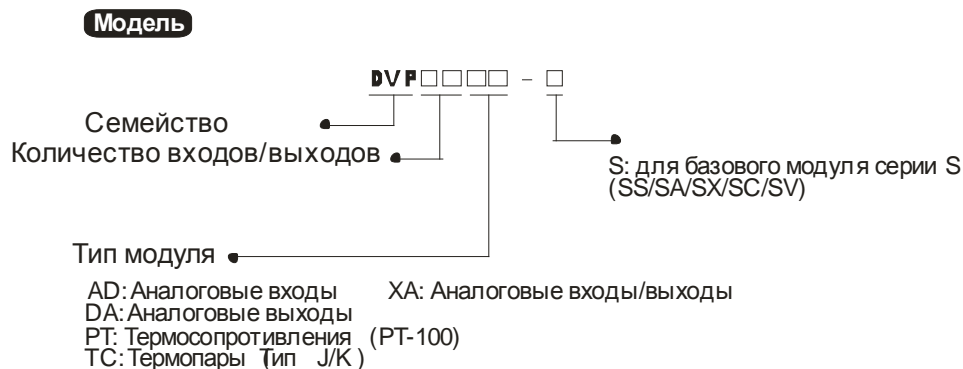 Модель
DVP□□□□ - □
Семейство
Количество входов/выходов
S: для базового модуля серии S
(SS/SA/SX/SC/SV)
Тип модуля
AD: Аналоговые входы XA: Аналоговые входы/выходы
DA: Аналоговые выходы
PT: Термосопротивления (PT-100)
TC: Термопары (Тип J/K)